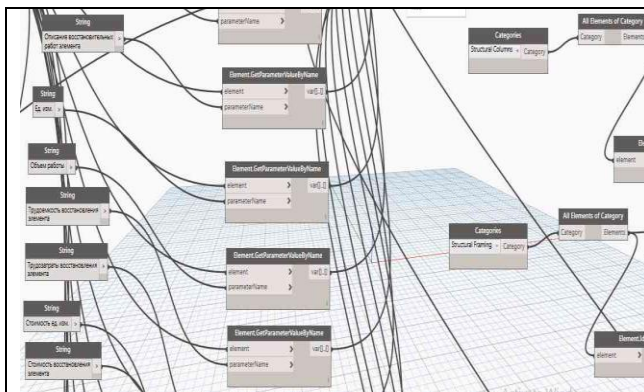 String
Описание восстановительных
работ элемента
>
parameterName
>
Element.GetParameterValueByName
element
>
var[]..[]
parameterName
>
String
Ед. изм.
>
String
Объем работы
>
Element.GetParameterValueByName
element
>
var[]..[]
parameterName
>
String
Трудоемкость восстановления
элемента
>
String
Трудозатраты восстановления
элемента
>
Element.GetParameterValueByName
element
>
var[]..[]
parameterName
>
String
Стоимость ед. изм.
>
String
Стоимость восстановления
элемента
>
Element.GetParameterValueByName
element
>
var[]..[]
parameterName
>
Categories
Structural Columns
Category
All Elements of Category
Category
Elements
element
Categories
Structural Framing
Category
All Elements of Category
Category
Elements
Element.Id
element